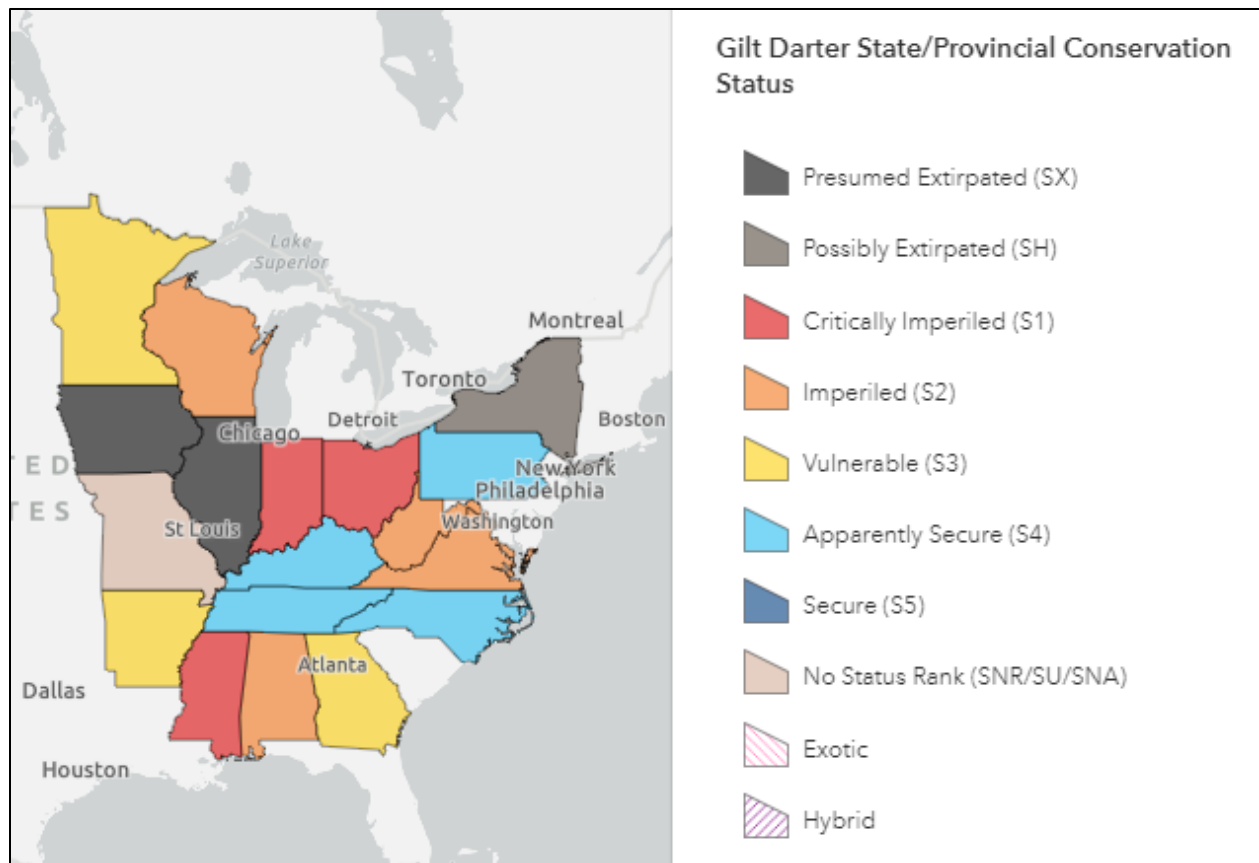 Gilt Darter State/Provincial Conservation
Status
Presumed Extirpated (SX)
Possibly Extirpated (SH)
Critically Imperiled (S1)
Imperiled (S2)
Vulnerable (S3)
Apparently Secure (S4)
Secure (S5)
No Status Rank (SNR/SU/SNA)
Exotic
Hybrid
Lake
Superior
Montreal
Toronto
Detroit
Boston
Chicago
TED
TES
New York
Philadelphia
Washington
St Louis
Atlanta
Dallas
Houston